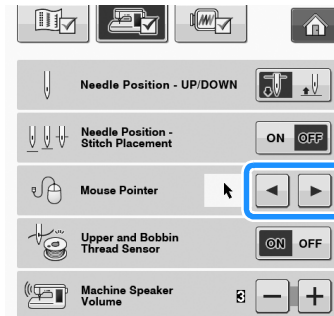 Needle Position - UP/DOWN
Needle Position -
Stitch Placement
ON OFF
Mouse Pointer
Upper and Bobbin
Thread Sensor
ON OFF
Machine Speaker
Volume
3